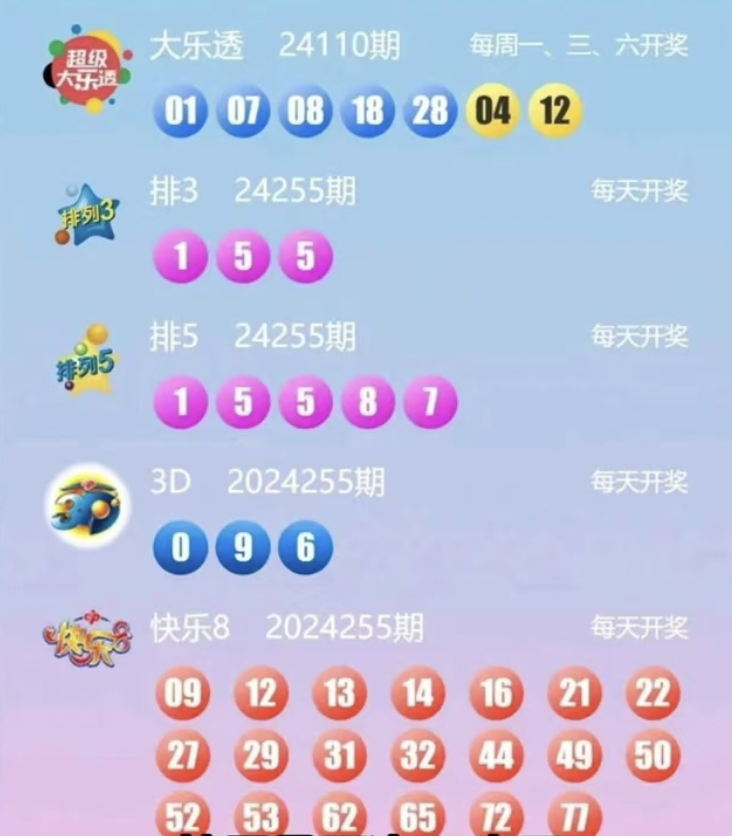 超级
大乐透
大乐透 24110期 每周一、三、六开奖
01 07 08 18 28 04 12
排列3
排3 24255期 每天开奖
1 5 5
排列5
排5 24255期 每天开奖
1 5 5 8 7
3D
3D 2024255期 每天开奖
0 9 6
快乐8
快乐8 2024255期 每天开奖
09 12 13 14 16 21 22
27 29 31 32 44 49 50
52 53 62 65 72 77